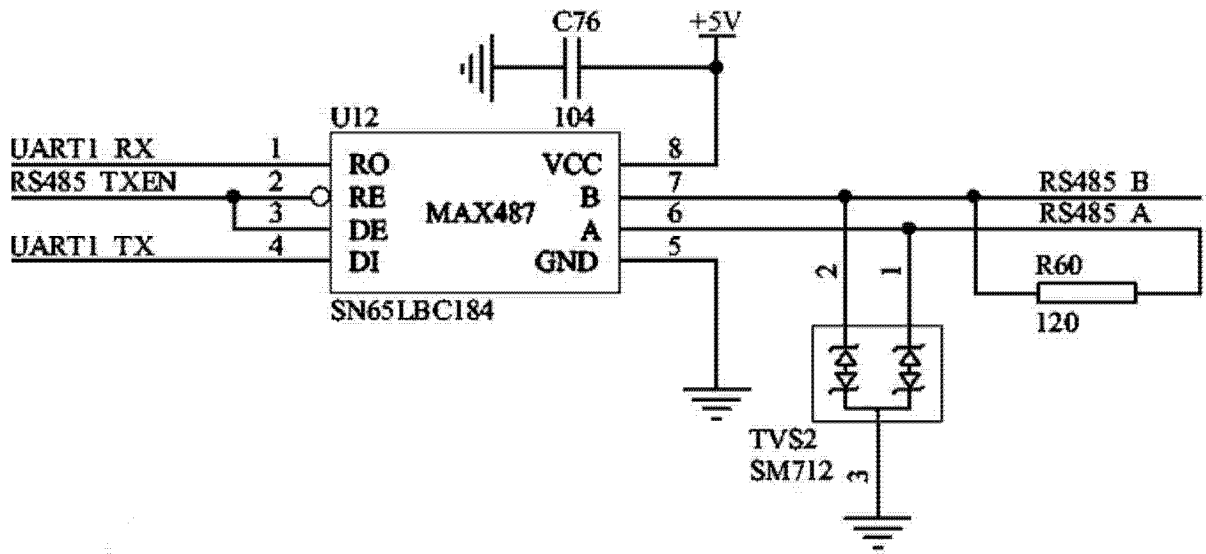 C76
+5V
104
U12
UART1 RX 1 RO VCC 8
RS485 TXEN 2 RE B 7 RS485 B
MAX487
3 DE A 6 RS485 A
UART1 TX 4 DI GND 5
SN65LBC184
2 1
R60
120
TVS2
SM712
3